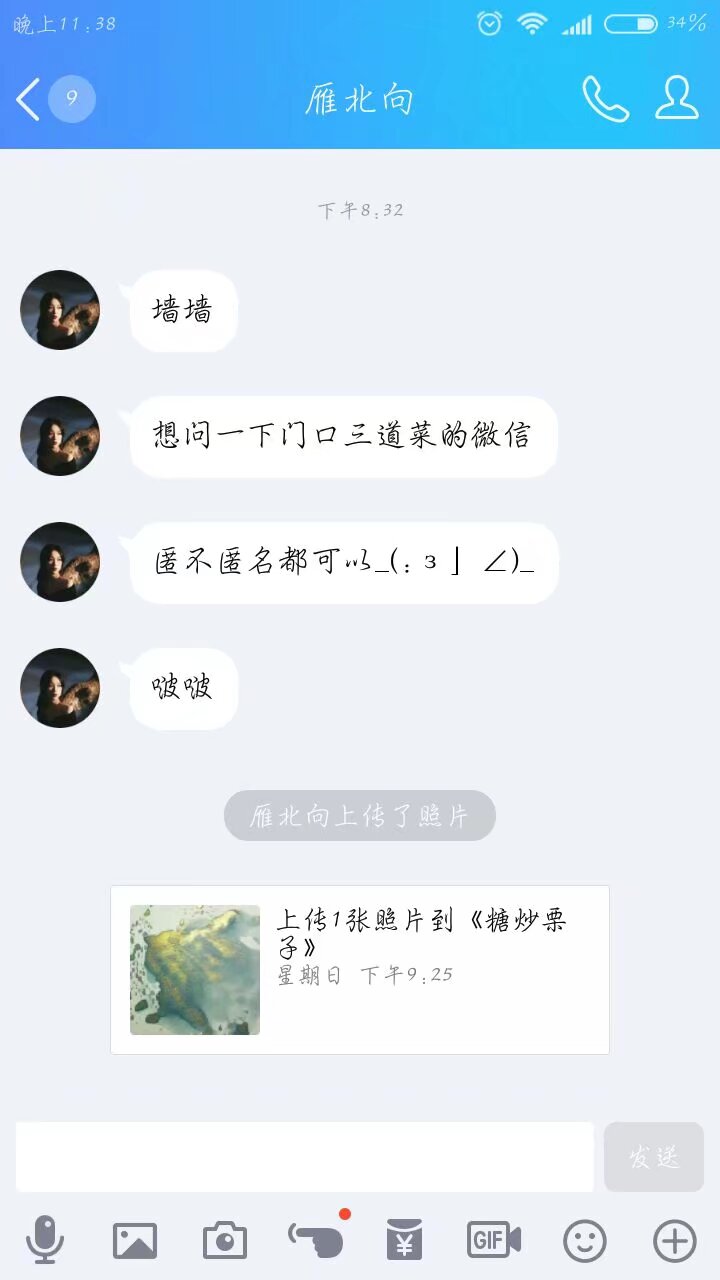 晚上11:38
34%
9
雁北向
下午8:32
墙墙
想问一下门口三道菜的微信
匿不匿名都可以_(:з」∠)_
啵啵
雁北向上传了照片
上传1张照片到《糖炒栗
子》
星期日 下午9:25
发送
GIF